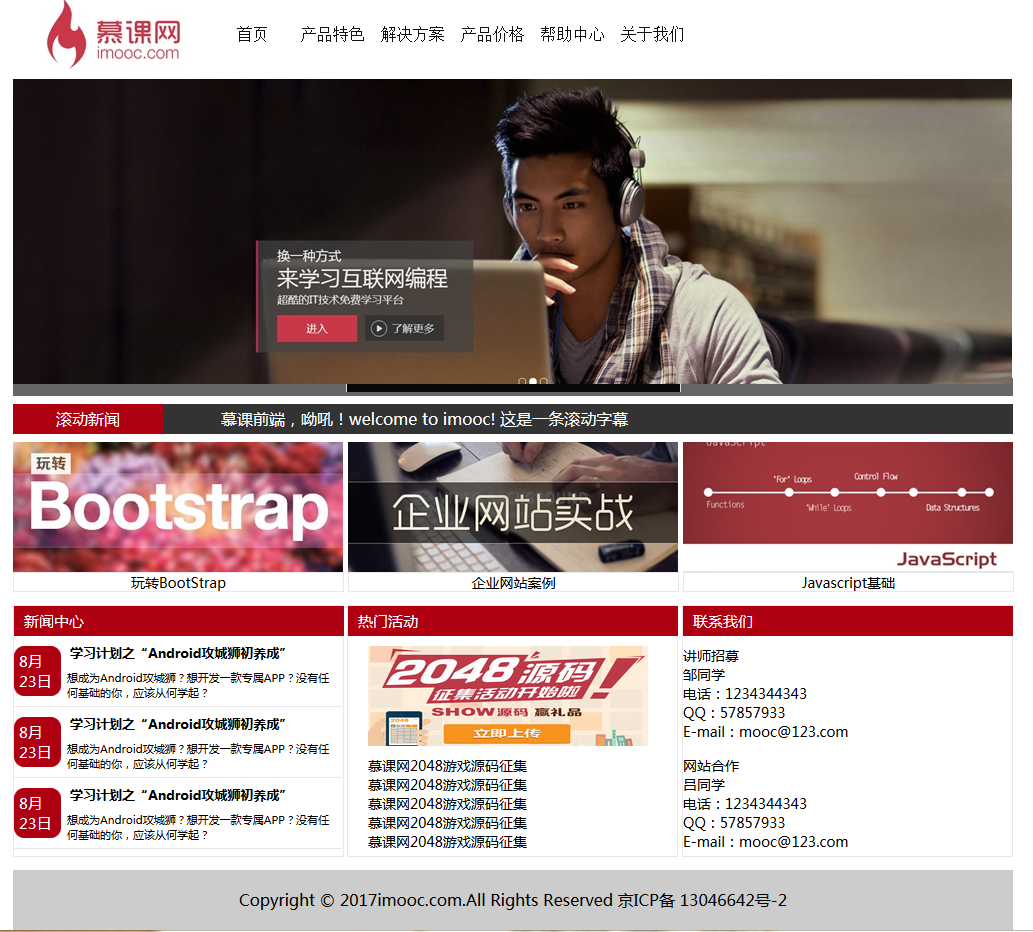 慕课网
imooc.com
首页 产品特色 解决方案 产品价格 帮助中心 关于我们
换一种方式
来学习互联网编程
超酷的IT技术免费学习平台
进入 了解更多
滚动新闻 慕课前端，呦吼！welcome to imooc! 这是一条滚动字幕
玩转
Bootstrap
企业网站实战
JavaScript
'For' Loops
Control Flow
Functions
'While' Loops
Data Structures
JavaScript
玩转BootStrap
企业网站案例
Javascript基础
新闻中心
8月
23日
学习计划之“Android攻城狮初养成”
想成为Android攻城狮？想开发一款专属APP？没有任
何基础的你，应该从何学起？
8月
23日
学习计划之“Android攻城狮初养成”
想成为Android攻城狮？想开发一款专属APP？没有任
何基础的你，应该从何学起？
8月
23日
学习计划之“Android攻城狮初养成”
想成为Android攻城狮？想开发一款专属APP？没有任
何基础的你，应该从何学起？
热门活动
2048源码
征集活动开始啦！
SHOW源码 赢礼品
2048
立即上传
慕课网2048游戏源码征集
慕课网2048游戏源码征集
慕课网2048游戏源码征集
慕课网2048游戏源码征集
慕课网2048游戏源码征集
联系我们
讲师招募
邹同学
电话：1234344343
QQ：57857933
E-mail：mooc@123.com
网站合作
吕同学
电话：1234344343
QQ：57857933
E-mail：mooc@123.com
Copyright © 2017imooc.com.All Rights Reserved 京ICP备 13046642号-2